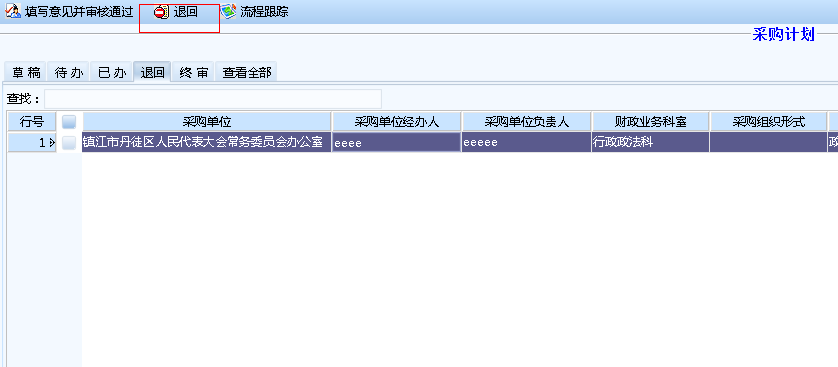 填写意见并审核通过 退回 流程跟踪
采购计划
草 稿 待 办 已 办 退回 终 审 查看全部
查找：
行号 采购单位 采购单位经办人 采购单位负责人 财政业务科室 采购组织形式
1 镇江市丹徒区人民代表大会常务委员会办公室 eeee eeeee 行政政法科